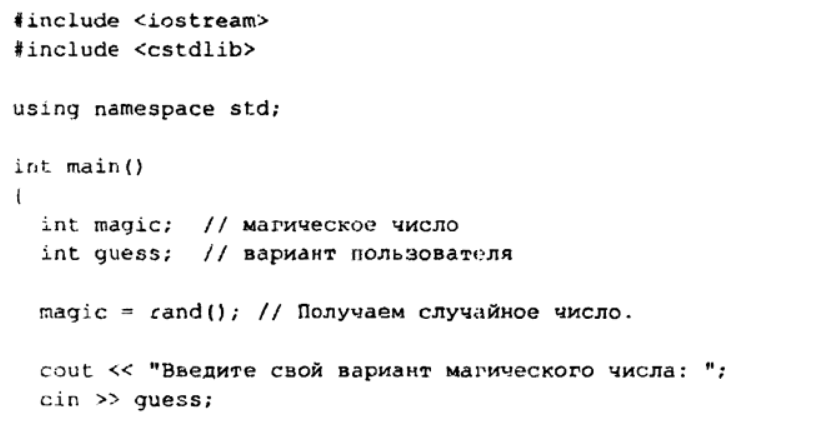 #include <iostream>
#include <cstdlib>
using namespace std;
int main()
{
int magic; // магическое число
int guess; // вариант пользователя
magic = rand(); // Получаем случайное число.
cout << "Введите свой вариант магического числа: ";
cin >> guess;